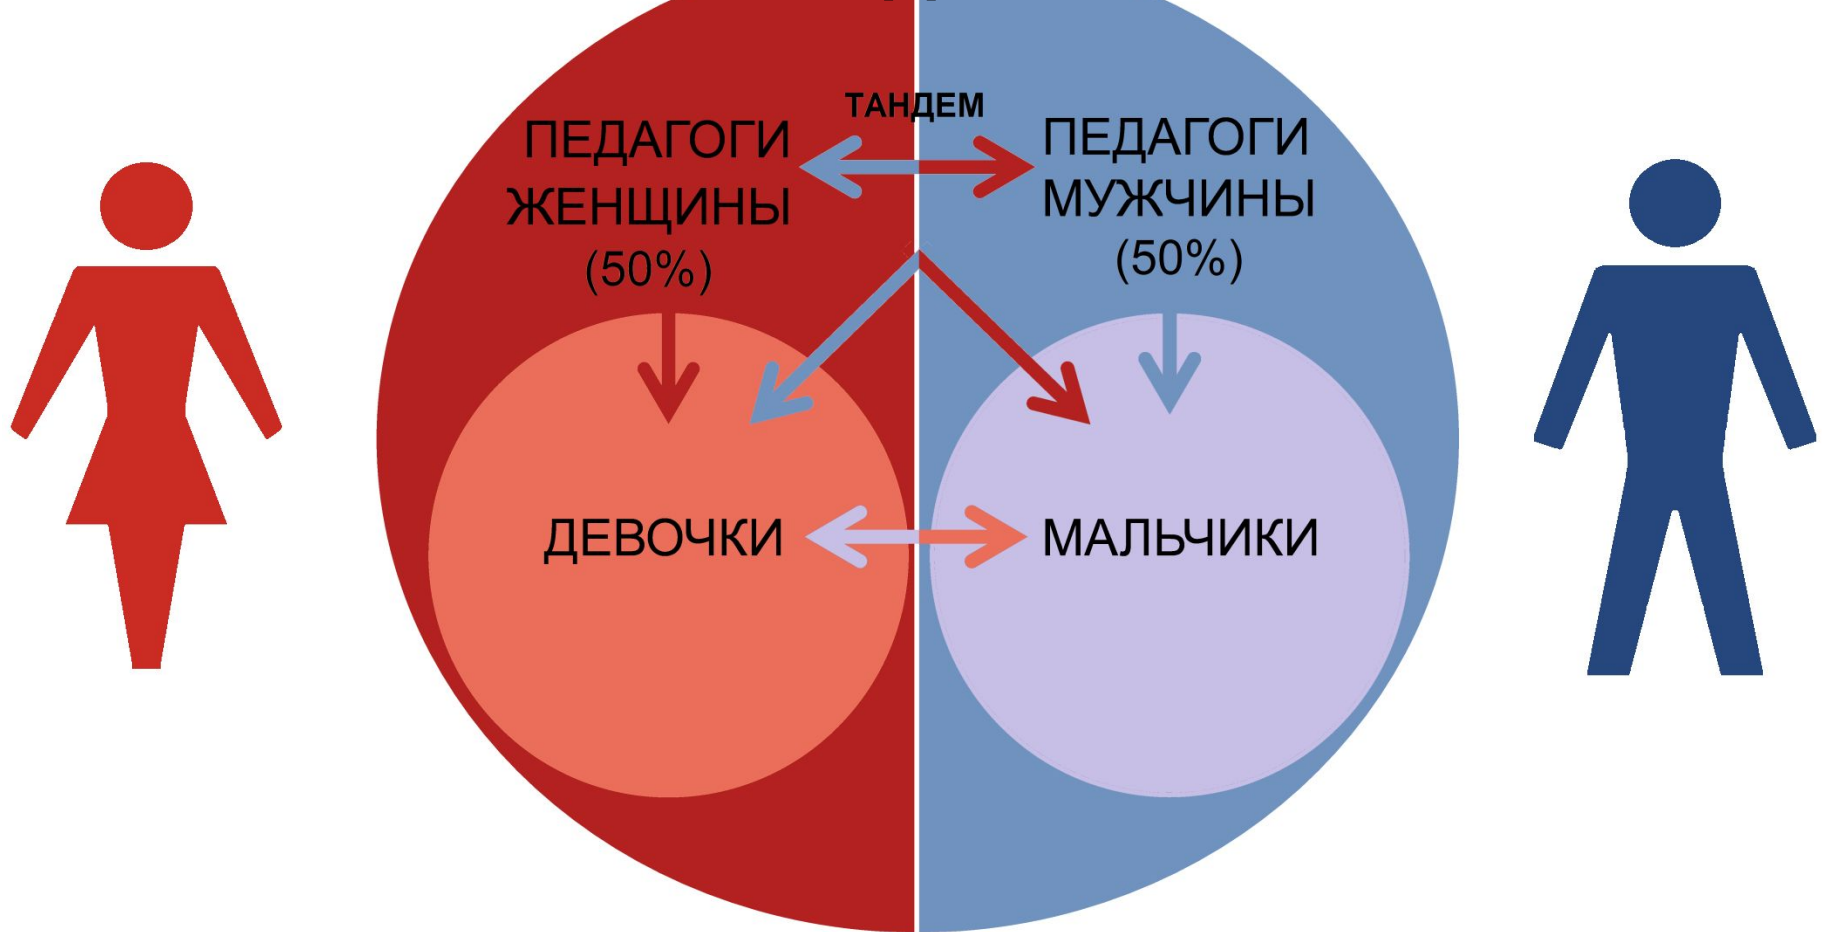 ТАНДЕМ
ПЕДАГОГИ
ЖЕНЩИНЫ
(50%)
ПЕДАГОГИ
МУЖЧИНЫ
(50%)
ДЕВОЧКИ
МАЛЬЧИКИ